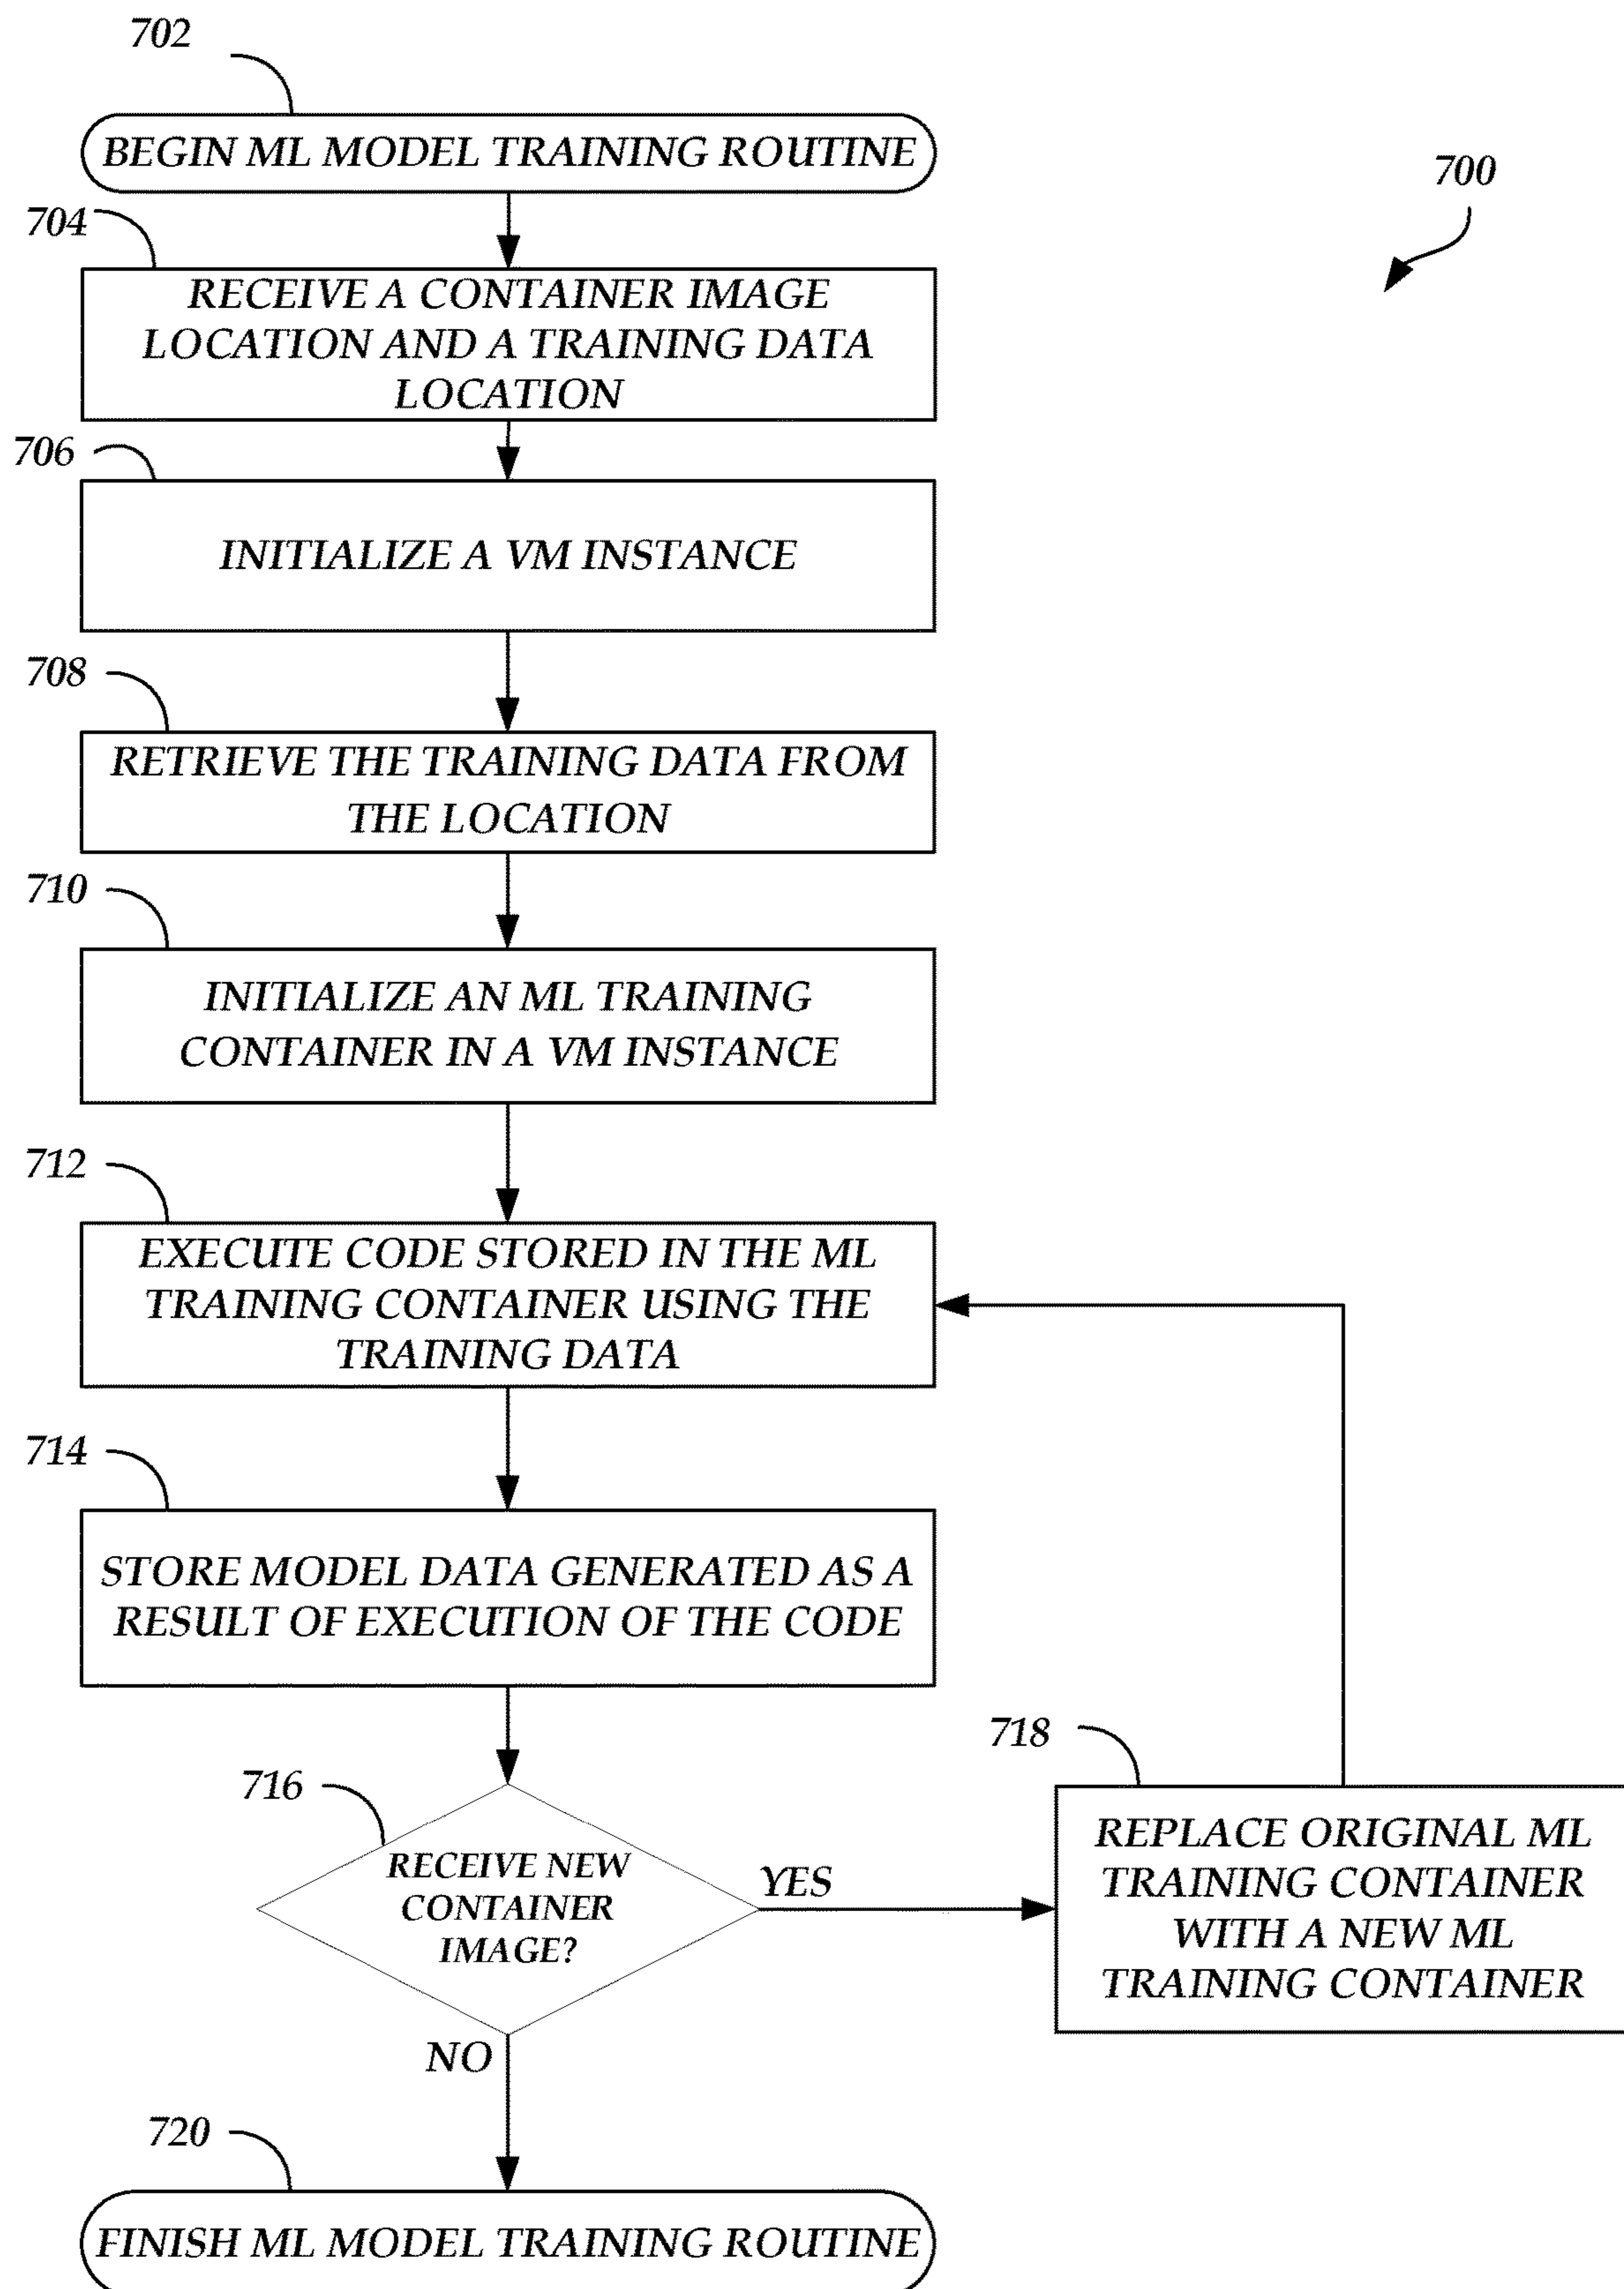 702
BEGIN ML MODEL TRAINING ROUTINE
700
704
RECEIVE A CONTAINER IMAGE
LOCATION AND A TRAINING DATA
LOCATION
706
INITIALIZE A VM INSTANCE
708
RETRIEVE THE TRAINING DATA FROM
THE LOCATION
710
INITIALIZE AN ML TRAINING
CONTAINER IN A VM INSTANCE
712
EXECUTE CODE STORED IN THE ML
TRAINING CONTAINER USING THE
TRAINING DATA
714
STORE MODEL DATA GENERATED AS A
RESULT OF EXECUTION OF THE CODE
716
RECEIVE NEW
CONTAINER
IMAGE?
YES
718
REPLACE ORIGINAL ML
TRAINING CONTAINER
WITH A NEW ML
TRAINING CONTAINER
NO
720
FINISH ML MODEL TRAINING ROUTINE